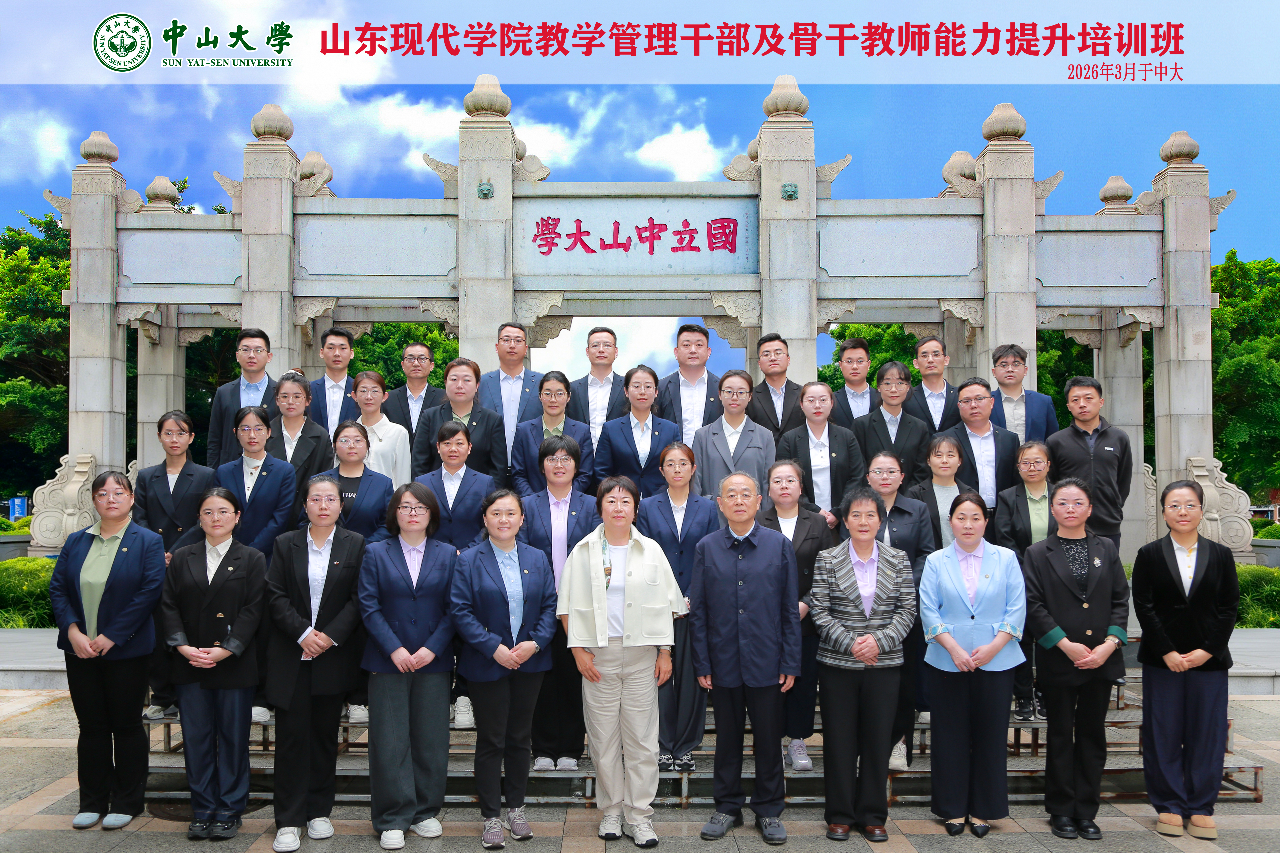 中山大學
SUN YAT-SEN UNIVERSITY
山东现代学院教学管理干部及骨干教师能力提升培训班
2026年3月于中大
學大山中立國